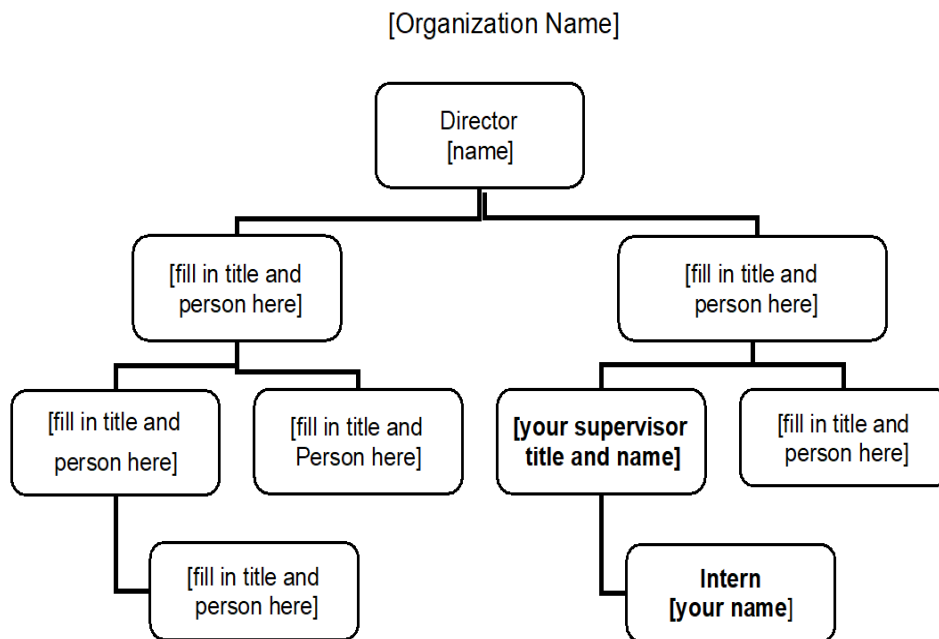 [Organization Name]
Director
[name]
[fill in title and
person here]
[fill in title and
person here]
[fill in title and
person here]
[fill in title and
Person here]
[your supervisor
title and name]
[fill in title and
person here]
[fill in title and
person here]
Intern
[your name]